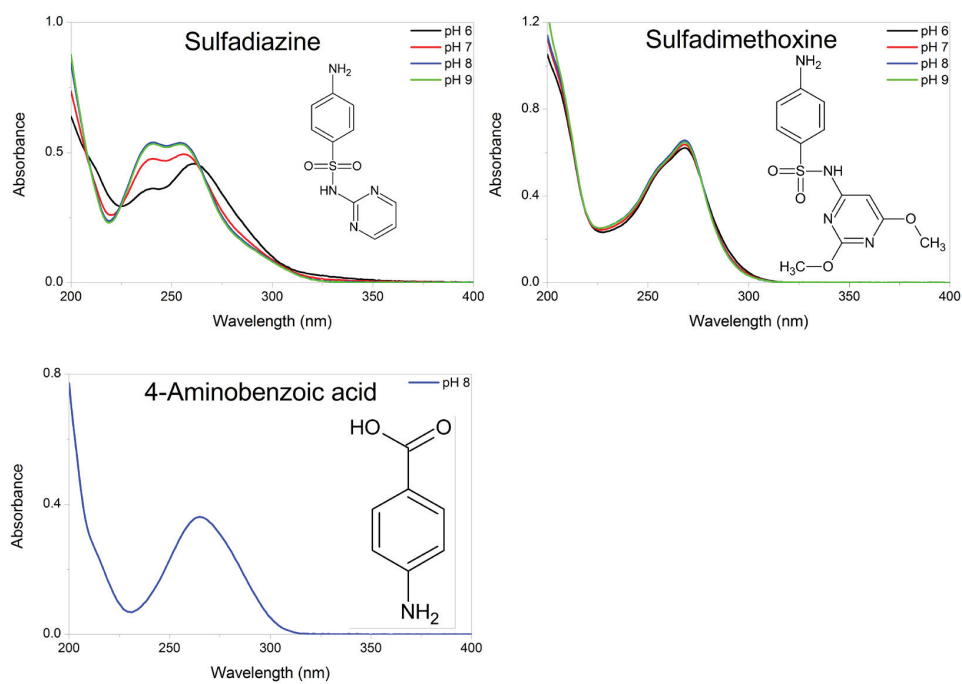 Sulfadiazine
pH 6
pH 7
pH 8
pH 9
1.0
0.5
0.0
Absorbance
200
250
300
350
400
Wavelength (nm)
NH2
O
S
O
HN
N
N
Sulfadimethoxine
pH 6
pH 7
pH 8
pH 9
1.2
0.8
0.4
0.0
Absorbance
200
250
300
350
400
Wavelength (nm)
NH2
O
S
NH
O
N
O
N
CH3
H3C
O
4-Aminobenzoic acid
pH 8
0.8
0.4
0.0
Absorbance
200
250
300
350
400
Wavelength (nm)
HO
O
NH2